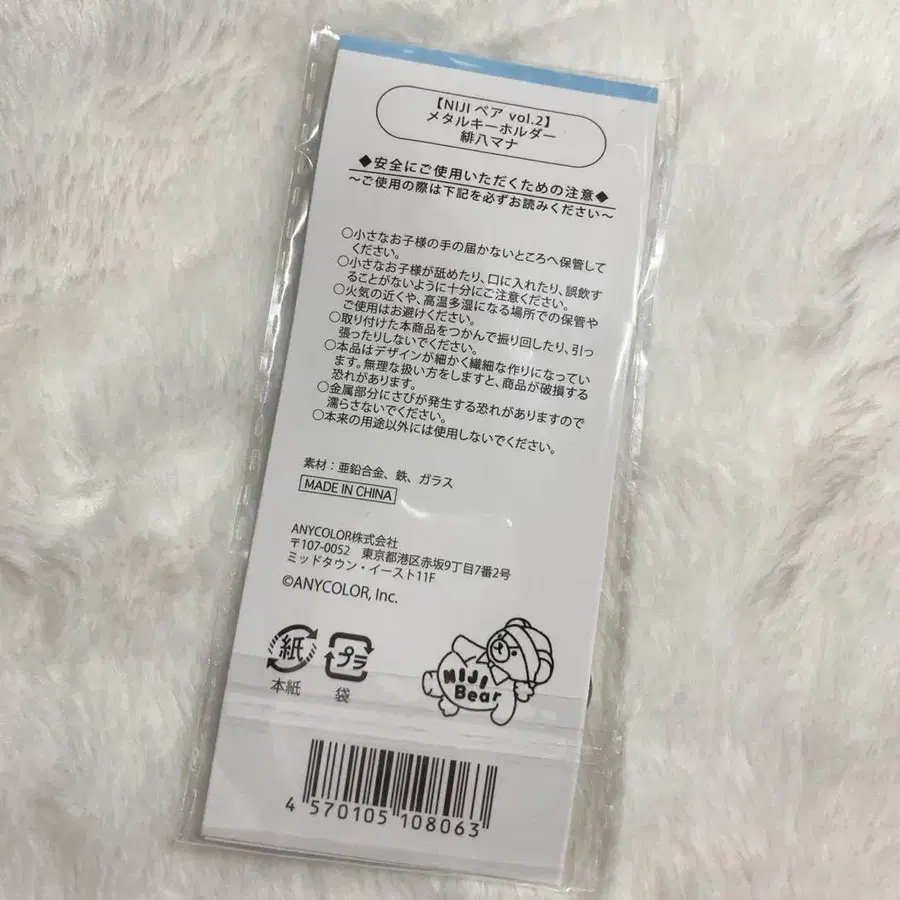 【NIJI ベア vol.2】
メタルキーホルダー
緋八マナ
◆安全にご使用いただくための注意◆
～ご使用の際は下記を必ずお読みください～
○小さなお子様の手の届かないところへ保管して
ください。
○小さなお子様が舐めたり、口に入れたり、誤飲す
ることがないように十分にご注意ください。
○火気の近くや、高温多湿になる場所での保管や
ご使用はお避けください。
○取り付けた本商品をつかんで振り回したり、引っ
張ったりしないでください。
○本品はデザインが細かく繊細な作りになってい
ます。無理な扱い方をしますと、商品が破損する
恐れがあります。
○金属部分にさびが発生する恐れがありますので
濡らさないでください。
○本来の用途以外には使用しないでください。
素材：亜鉛合金、鉄、ガラス
MADE IN CHINA
ANYCOLOR株式会社
〒107-0052 東京都港区赤坂9丁目7番2号
ミッドタウン・イースト11F
©ANYCOLOR, Inc.
紙
本紙
プラ
袋
NIJI
Bear
4 570105 108063